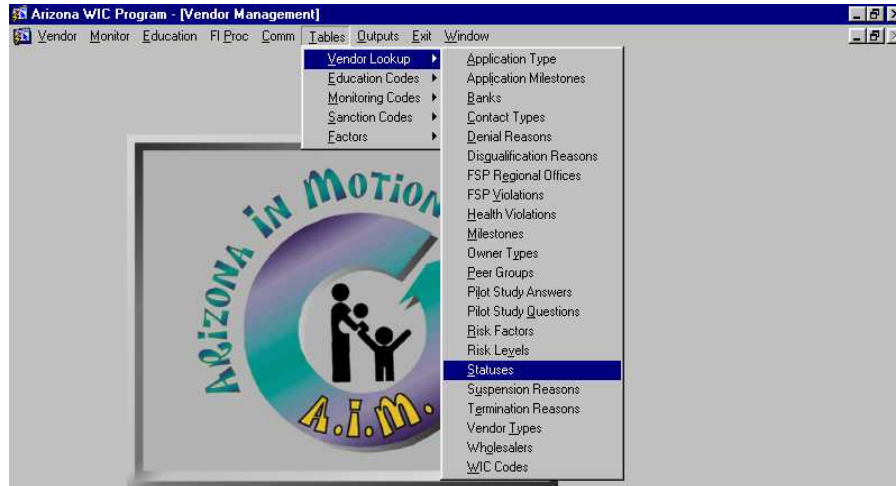 Arizona WIC Program - [Vendor Management]
Vendor Monitor Education FI Proc Comm Tables Outputs Exit Window
Vendor Lookup
Education Codes
Monitoring Codes
Sanction Codes
Factors
Application Type
Application Milestones
Banks
Contact Types
Denial Reasons
Disqualification Reasons
FSP Regional Offices
FSP Violations
Health Violations
Milestones
Owner Types
Peer Groups
Pilot Study Answers
Pilot Study Questions
Risk Factors
Risk Levels
Statuses
Suspension Reasons
Termination Reasons
Vendor Types
Wholesalers
WIC Codes
ARiZONA iN MOTiON
A.i.M.